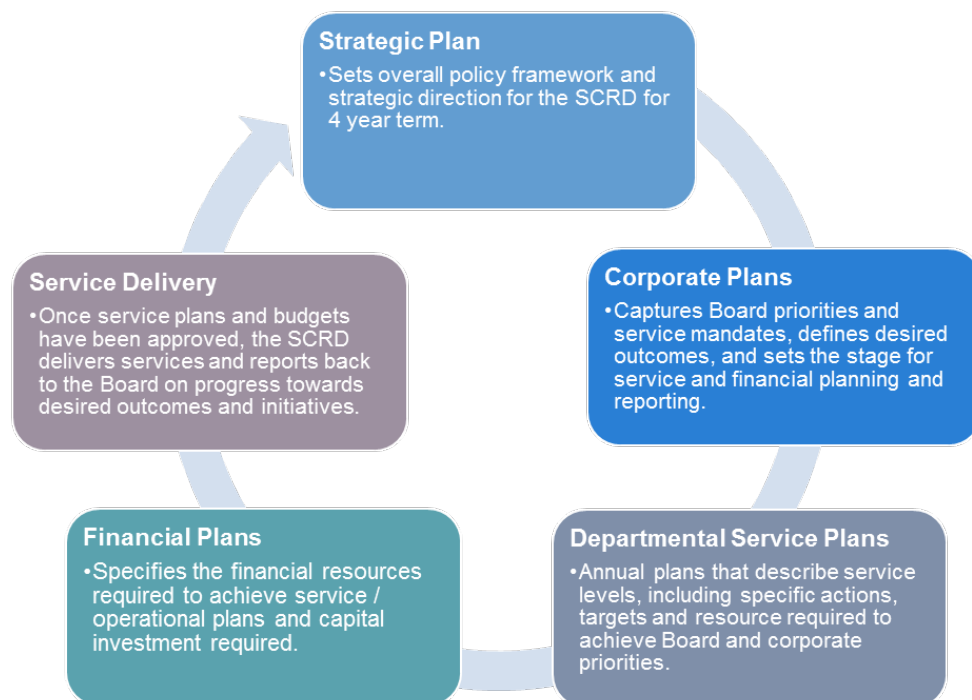 Strategic Plan
•Sets overall policy framework and
strategic direction for the SCRD for
4 year term.
Corporate Plans
•Captures Board priorities and
service mandates, defines desired
outcomes, and sets the stage for
service and financial planning and
reporting.
Departmental Service Plans
•Annual plans that describe service
levels, including specific actions,
targets and resource required to
achieve Board and corporate
priorities.
Financial Plans
•Specifies the financial resources
required to achieve service /
operational plans and capital
investment required.
Service Delivery
•Once service plans and budgets
have been approved, the SCRD
delivers services and reports back
to the Board on progress towards
desired outcomes and initiatives.